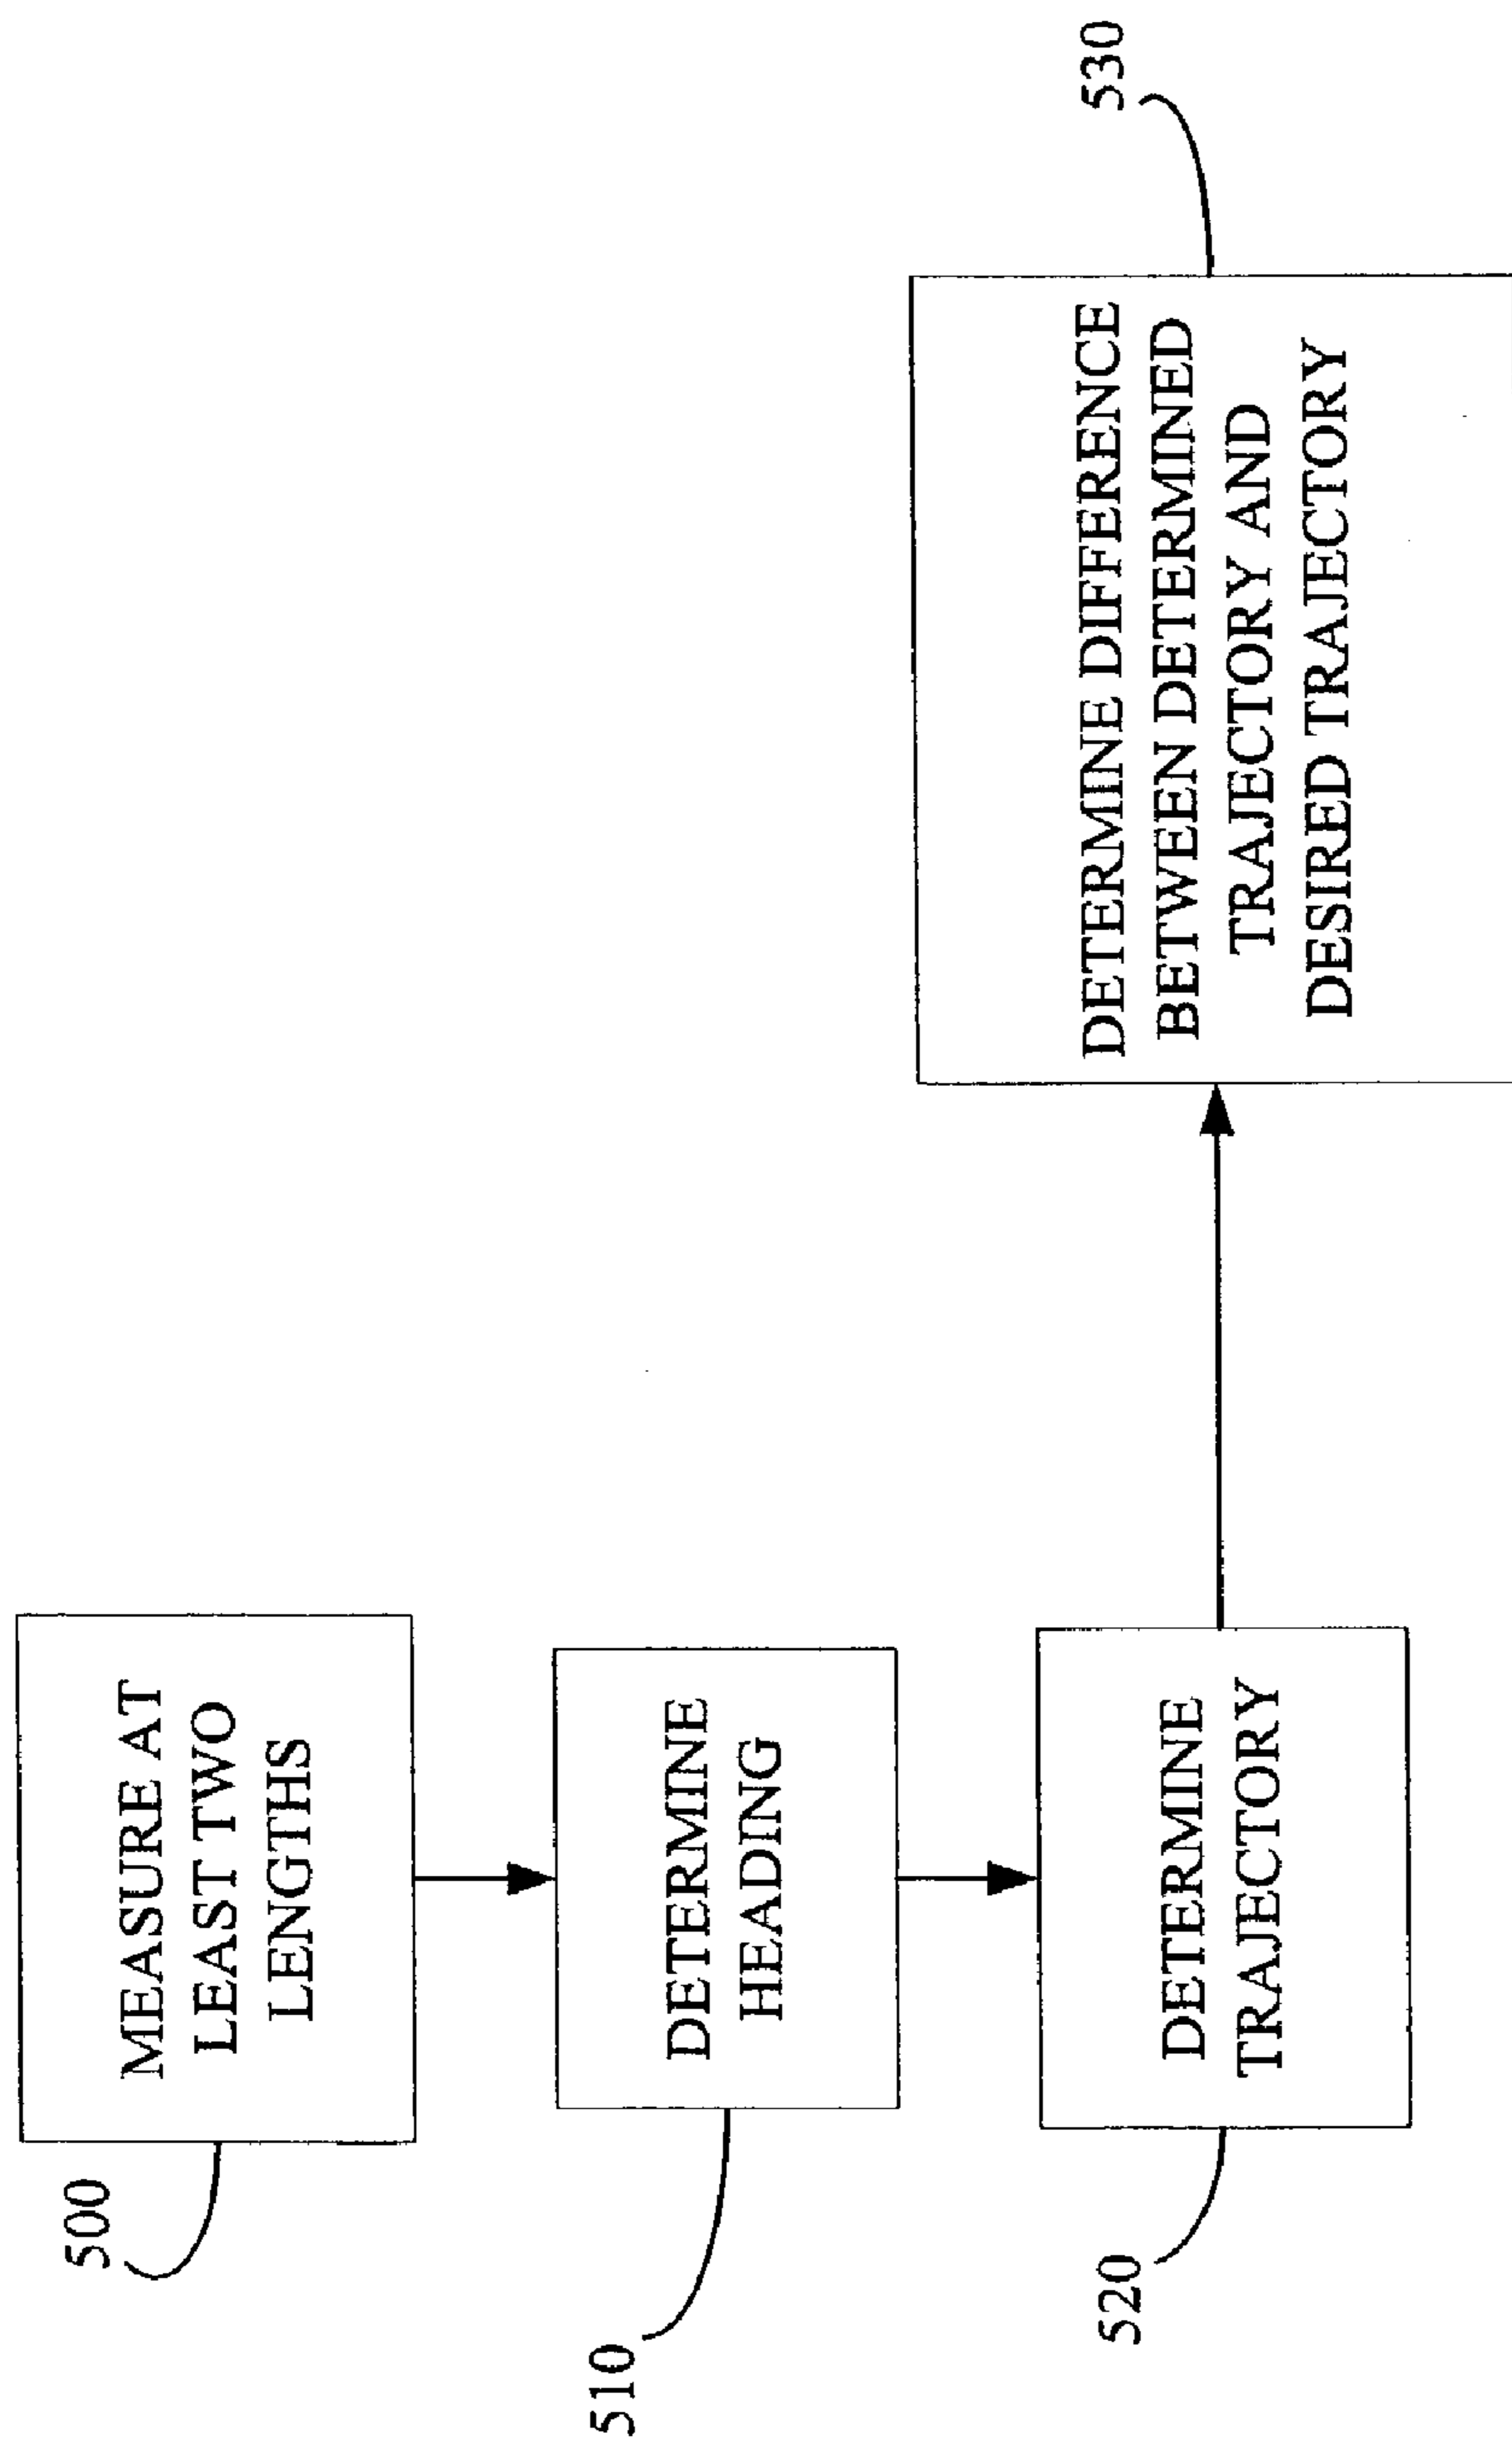 500
MEASURE AT
LEAST TWO
LENGTHS
510
DETERMINE
HEADING
520
DETERMINE
TRAJECTORY
530
DETERMINE DIFFERENCE
BETWEEN DETERMINED
TRAJECTORY AND
DESIRED TRAJECTORY